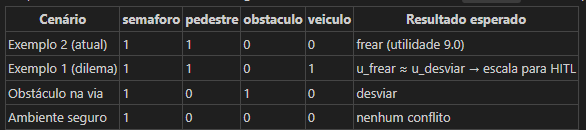 Cenário semaforo pedestre obstaculo veiculo Resultado esperado
Exemplo 2 (atual) 1 1 0 0 frear (utilidade 9.0)
Exemplo 1 (dilema) 1 1 0 1 u_frear ≈ u_desviar → escala para HITL
Obstáculo na via 1 0 1 0 desviar
Ambiente seguro 1 0 0 0 nenhum conflito